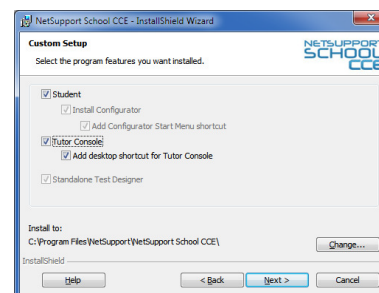 NetSupport School CCE - InstallShield Wizard
Custom Setup
Select the program features you want installed.
NETSUPPORT
SCHOOL
CCE
Student
Install Configurator
Add Configurator Start Menu shortcut
Tutor Console
Add desktop shortcut for Tutor Console
Standalone Test Designer
Install to:
C:\Program Files\NetSupport\NetSupport School CCE\
Change...
InstallShield
Help
< Back
Next >
Cancel